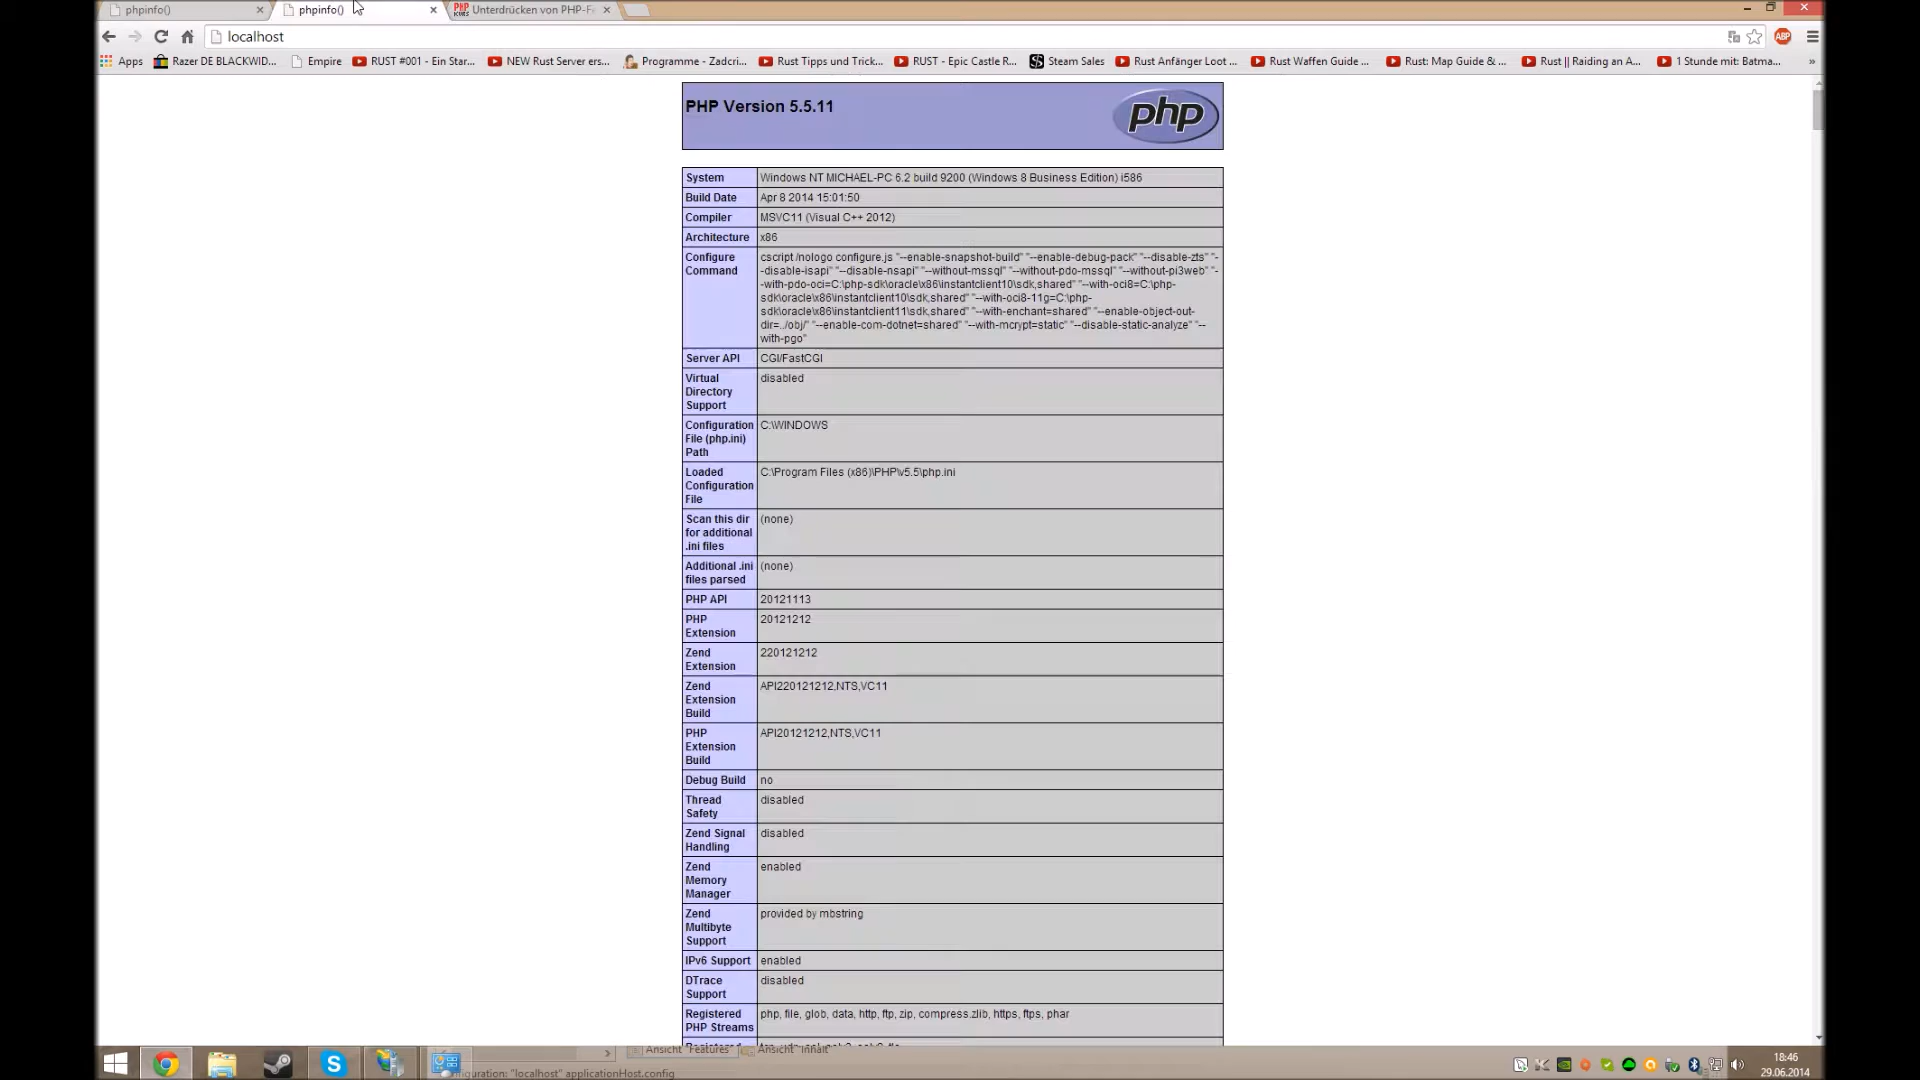 phpinfo()
phpinfo()
PHP Unterdrücken von PHP-F
localhost
ABP
Apps
Razer DE BLACKWID...
Empire
RUST #001 - Ein Star...
NEW Rust Server ers...
Programme - Zadcri...
Rust Tipps und Trick...
RUST - Epic Castle R...
Steam Sales
Rust Anfänger Loot ...
Rust Waffen Guide ...
Rust: Map Guide & ...
Rust || Raiding an A...
1 Stunde mit: Batma...
»
PHP Version 5.5.11
php
System
Windows NT MICHAEL-PC 6.2 build 9200 (Windows 8 Business Edition) i586
Build Date
Apr 8 2014 15:01:50
Compiler
MSVC11 (Visual C++ 2012)
Architecture
x86
Configure
Command
cscript /nologo configure.js "--enable-snapshot-build" "--enable-debug-pack" "--disable-zts" "-
-disable-isapi" "--disable-nsapi" "--without-mssql" "--without-pdo-mssql" "--without-pi3web" "-
-with-pdo-oci=C:\php-sdk\oracle\x86\instantclient10\sdk,shared" "--with-oci8=C:\php-
sdk\oracle\x86\instantclient10\sdk,shared" "--with-oci8-11g=C:\php-
sdk\oracle\x86\instantclient11\sdk,shared" "--with-enchant=shared" "--enable-object-out-
dir=../obj/" "--enable-com-dotnet=shared" "--with-mcrypt=static" "--disable-static-analyze" "--
with-pgo"
Server API
CGI/FastCGI
Virtual
Directory
Support
disabled
Configuration
File (php.ini)
Path
C:\WINDOWS
Loaded
Configuration
File
C:\Program Files (x86)\PHP\v5.5\php.ini
Scan this dir
for additional
.ini files
(none)
Additional .ini
files parsed
(none)
PHP API
20121113
PHP
Extension
20121212
Zend
Extension
220121212
Zend
Extension
Build
API220121212,NTS,VC11
PHP
Extension
Build
API20121212,NTS,VC11
Debug Build
no
Thread
Safety
disabled
Zend Signal
Handling
disabled
Zend
Memory
Manager
enabled
Zend
Multibyte
Support
provided by mbstring
IPv6 Support
enabled
DTrace
Support
disabled
Registered
PHP Streams
php, file, glob, data, http, ftp, zip, compress.zlib, https, ftps, phar
Ansicht "Features"
Ansicht "Inhalt"
"localhost" applicationHost.config
18:46
29.06.2014